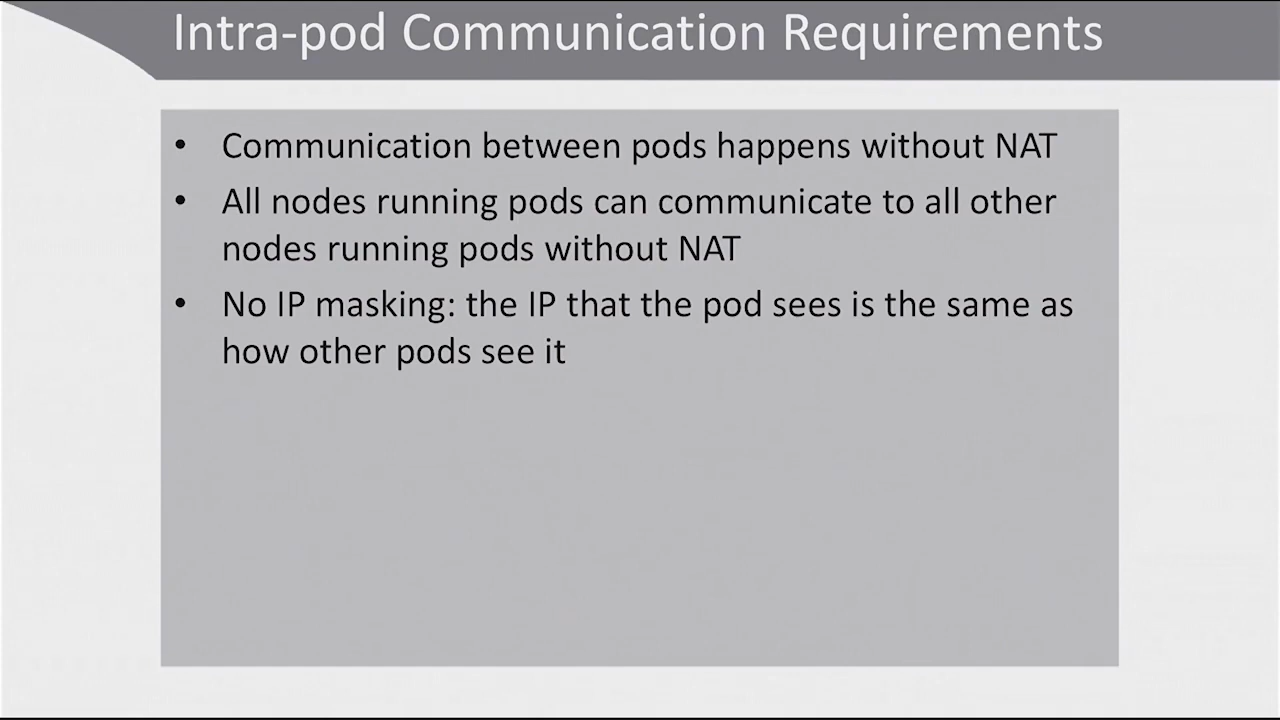 Intra-pod Communication Requirements
• Communication between pods happens without NAT
• All nodes running pods can communicate to all other
nodes running pods without NAT
• No IP masking: the IP that the pod sees is the same as
how other pods see it